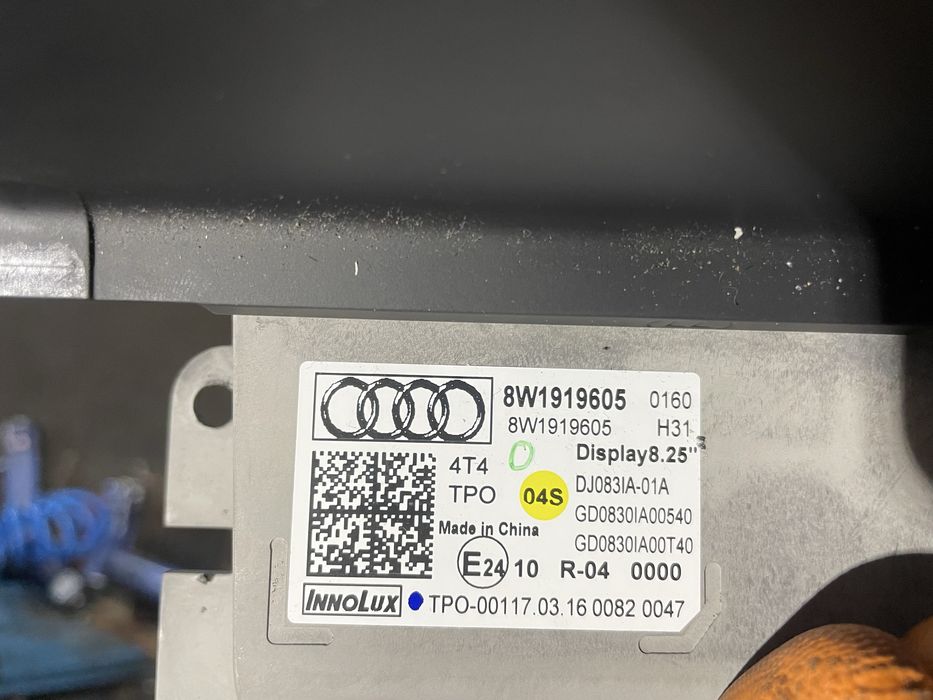 8W1919605 0160
8W1919605 H31
Display8.25"
4T4
TPO
04S
DJ083IA-01A
GD0830IA00540
GD0830IA00T40
Made in China
E24 10 R-04 0000
INNOLUX TPO-00117.03.16 0082 0047